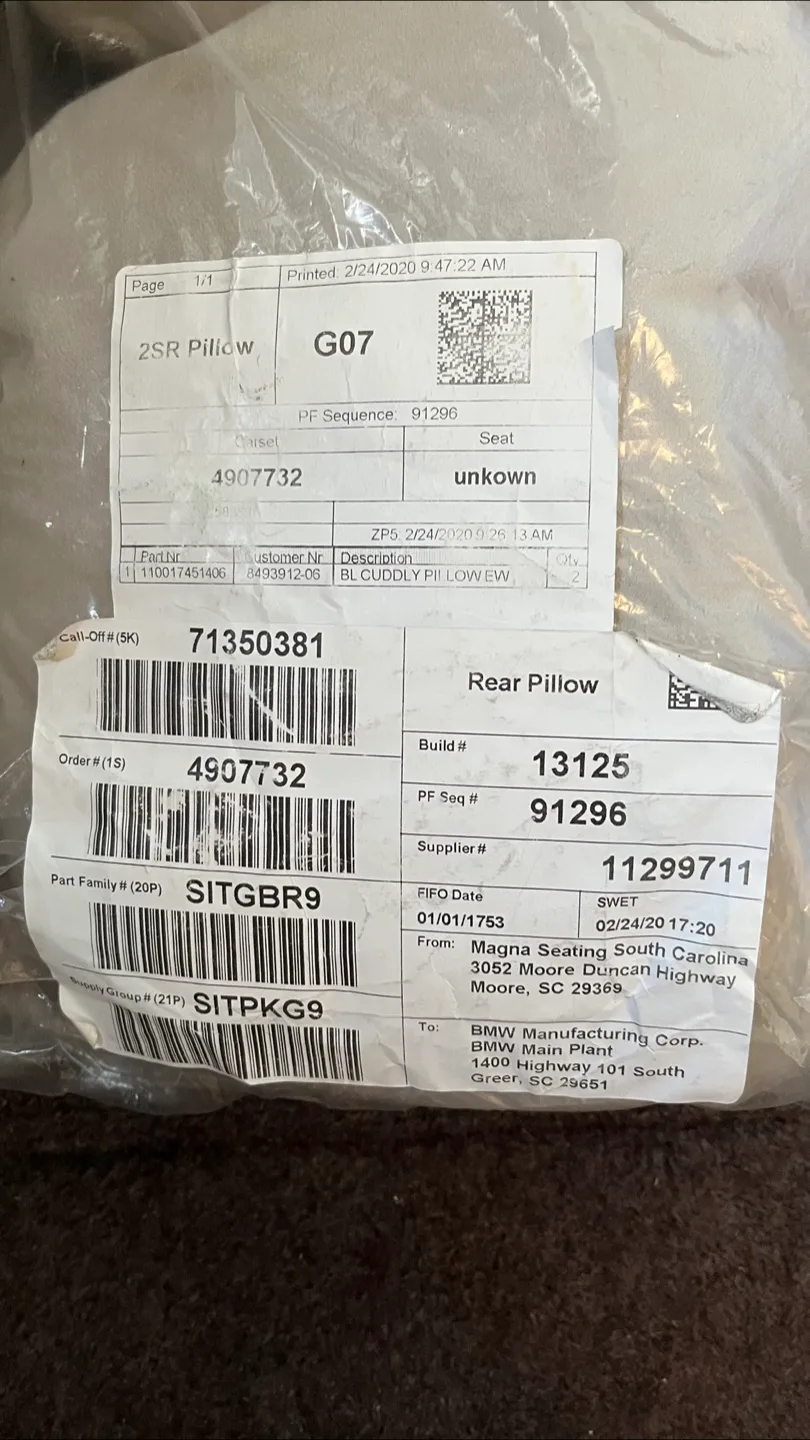 Page 1/1
Printed: 2/24/2020 9:47:22 AM
2SR Pillow
G07
PF Sequence: 91296
Seat
4907732
unkown
ZP5: 2/24/2020 9:26:13 AM
Part.Nr Customer Nr Description Qty
1 110017451406 8493912-06 BL CUDDLY PILLOW EW 2
Call-Off # (5K) 71350381
Order # (1S) 4907732
Part Family # (20P) SITGBR9
Supply Group # (21P) SITPKG9
Rear Pillow
Build # 13125
PF Seq # 91296
Supplier # 11299711
FIFO Date
01/01/1753
SWET
02/24/20 17:20
From: Magna Seating South Carolina
3052 Moore Duncan Highway
Moore, SC 29369
To: BMW Manufacturing Corp.
BMW Main Plant
1400 Highway 101 South
Greer, SC 29651